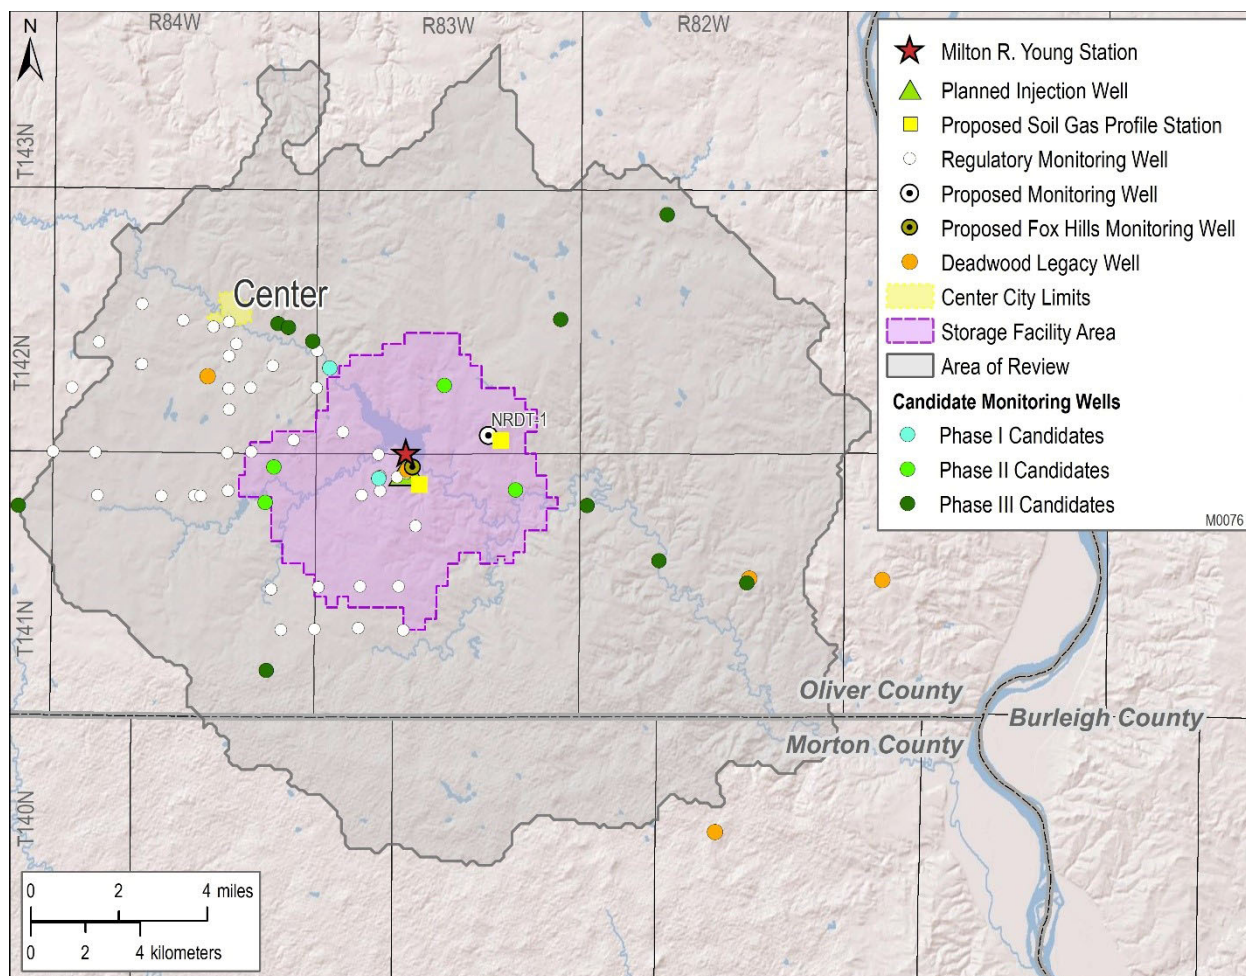 R84W
R83W
R82W
N
T143N
T142N
T141N
T140N
Center
NRDT-1
Oliver County
Burleigh County
Morton County
Milton R. Young Station
Planned Injection Well
Proposed Soil Gas Profile Station
Regulatory Monitoring Well
Proposed Monitoring Well
Proposed Fox Hills Monitoring Well
Deadwood Legacy Well
Center City Limits
Storage Facility Area
Area of Review
Candidate Monitoring Wells
Phase I Candidates
Phase II Candidates
Phase III Candidates
M0076
0 2 4 miles
0 2 4 kilometers